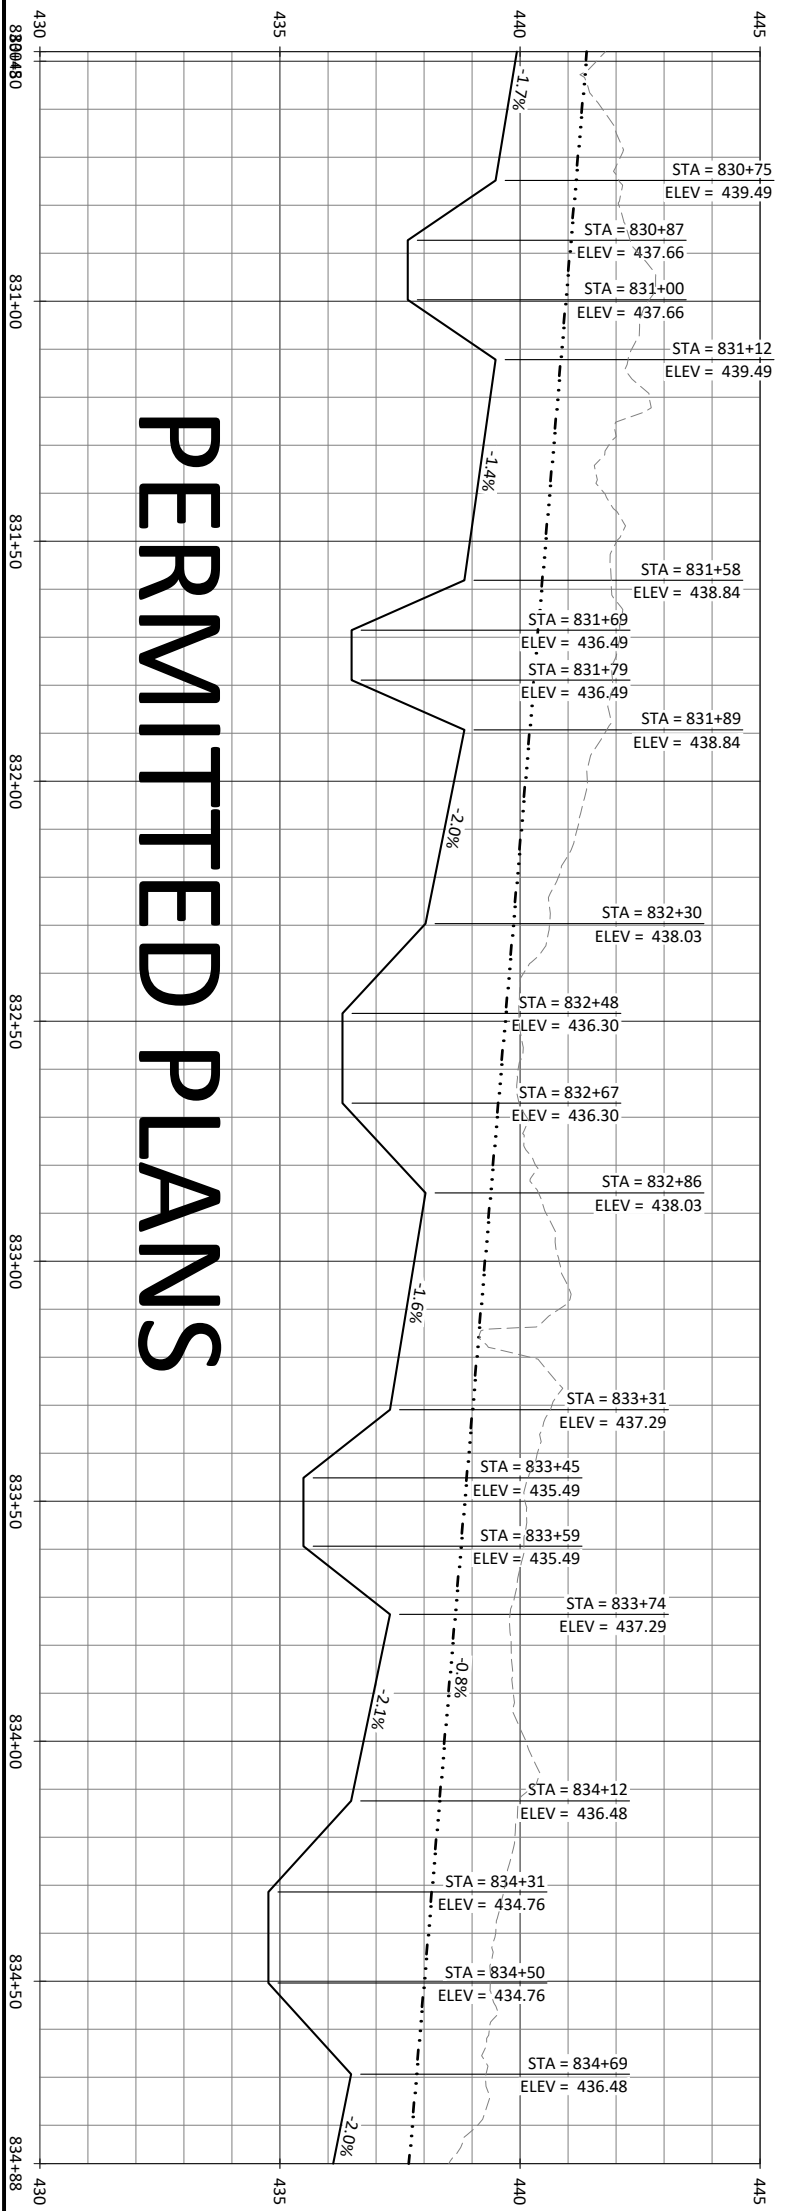 430
435
440
445
830+50
-1.7%
STA = 830+75
ELEV = 439.49
STA = 830+87
ELEV = 437.66
STA = 831+00
ELEV = 437.66
STA = 831+12
ELEV = 439.49
831+00
-1.4%
831+50
STA = 831+58
ELEV = 438.84
STA = 831+69
ELEV = 436.49
STA = 831+79
ELEV = 436.49
STA = 831+89
ELEV = 438.84
832+00
-2.0%
STA = 832+30
ELEV = 438.03
STA = 832+48
ELEV = 436.30
832+50
STA = 832+67
ELEV = 436.30
STA = 832+86
ELEV = 438.03
833+00
-1.6%
STA = 833+31
ELEV = 437.29
STA = 833+45
ELEV = 435.49
833+50
STA = 833+59
ELEV = 435.49
STA = 833+74
ELEV = 437.29
-0.8%
-2.1%
834+00
STA = 834+12
ELEV = 436.48
STA = 834+31
ELEV = 434.76
STA = 834+50
ELEV = 434.76
834+50
STA = 834+69
ELEV = 436.48
-2.0%
834+88
430
435
440
445
PERMITTED PLANS